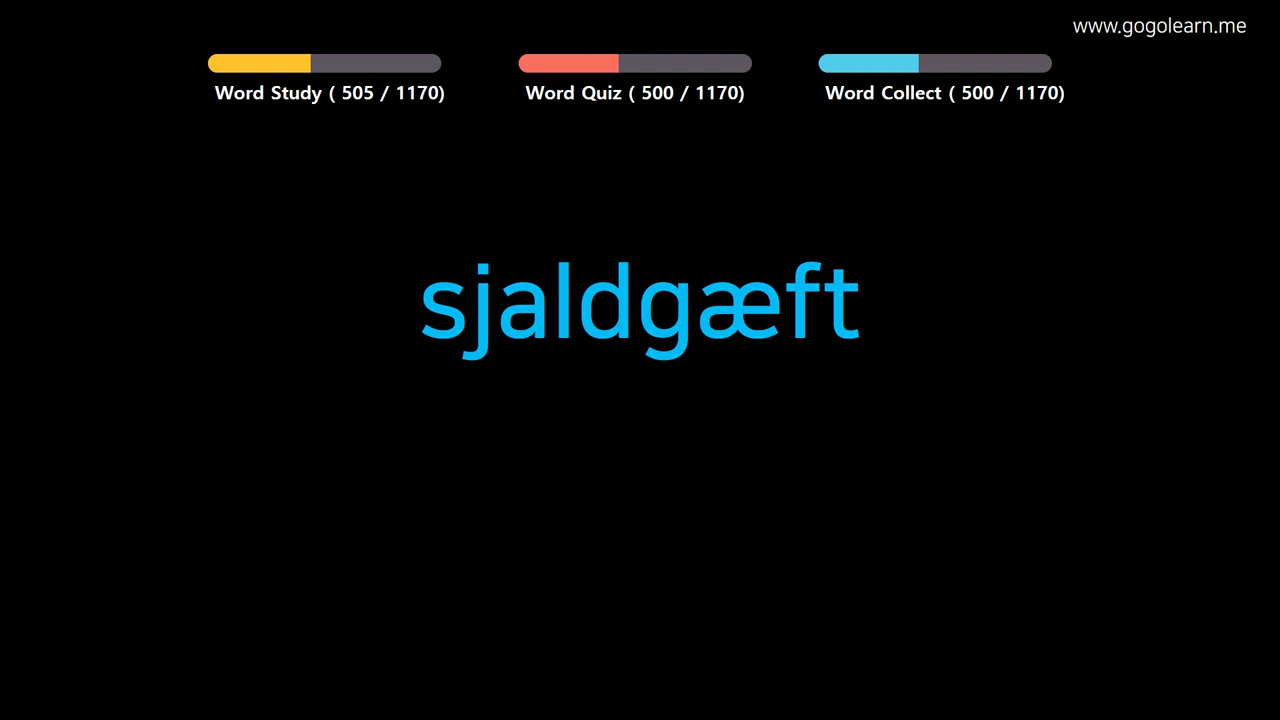 www.gogolearn.me
Word Study ( 505 / 1170)
Word Quiz ( 500 / 1170)
Word Collect ( 500 / 1170)
sjaldgæft